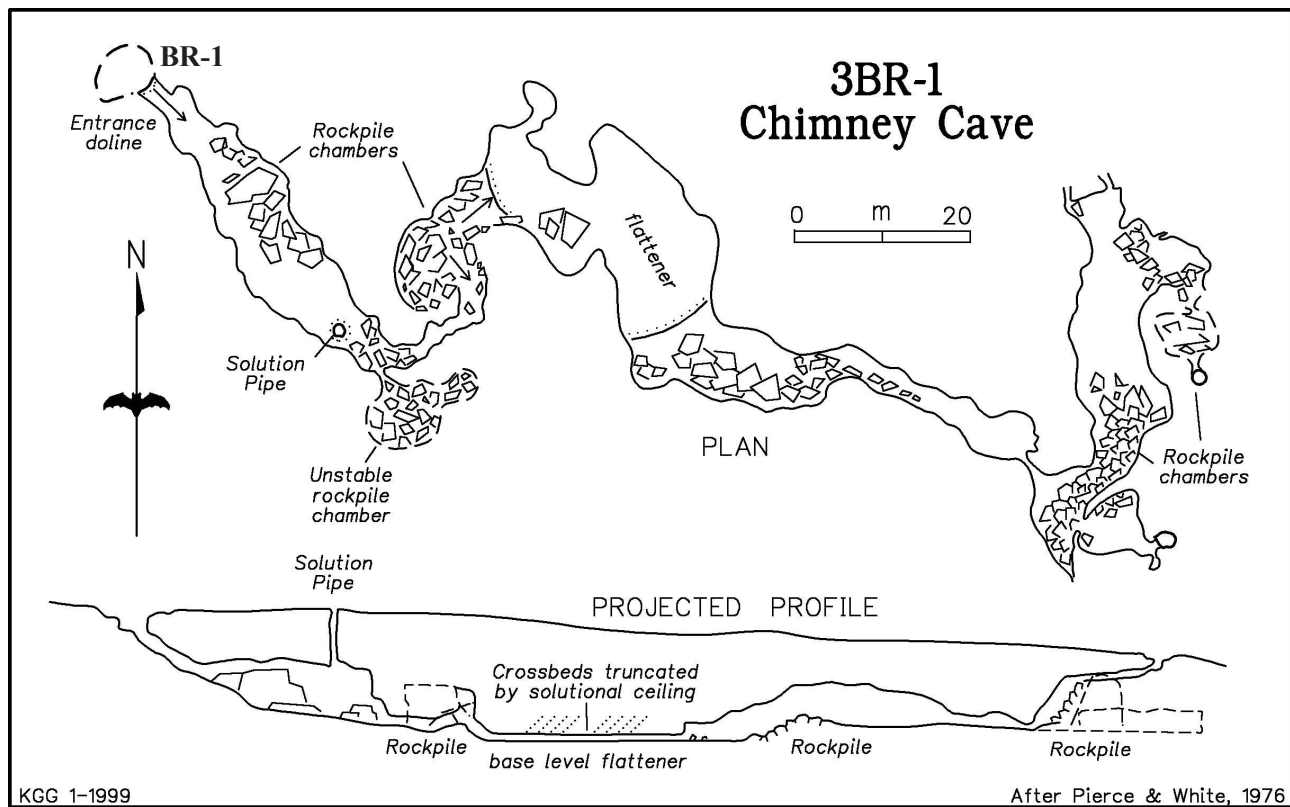 BR-1
3BR-1
Chimney Cave
Entrance
doline
Rockpile
chambers
0 m 20
flattener
N
Solution
Pipe
PLAN
Unstable
rockpile
chamber
Rockpile
chambers
Solution
Pipe
PROJECTED PROFILE
Crossbeds truncated
by solutional ceiling
Rockpile
base level flattener
Rockpile
Rockpile
KGG 1-1999
After Pierce & White, 1976